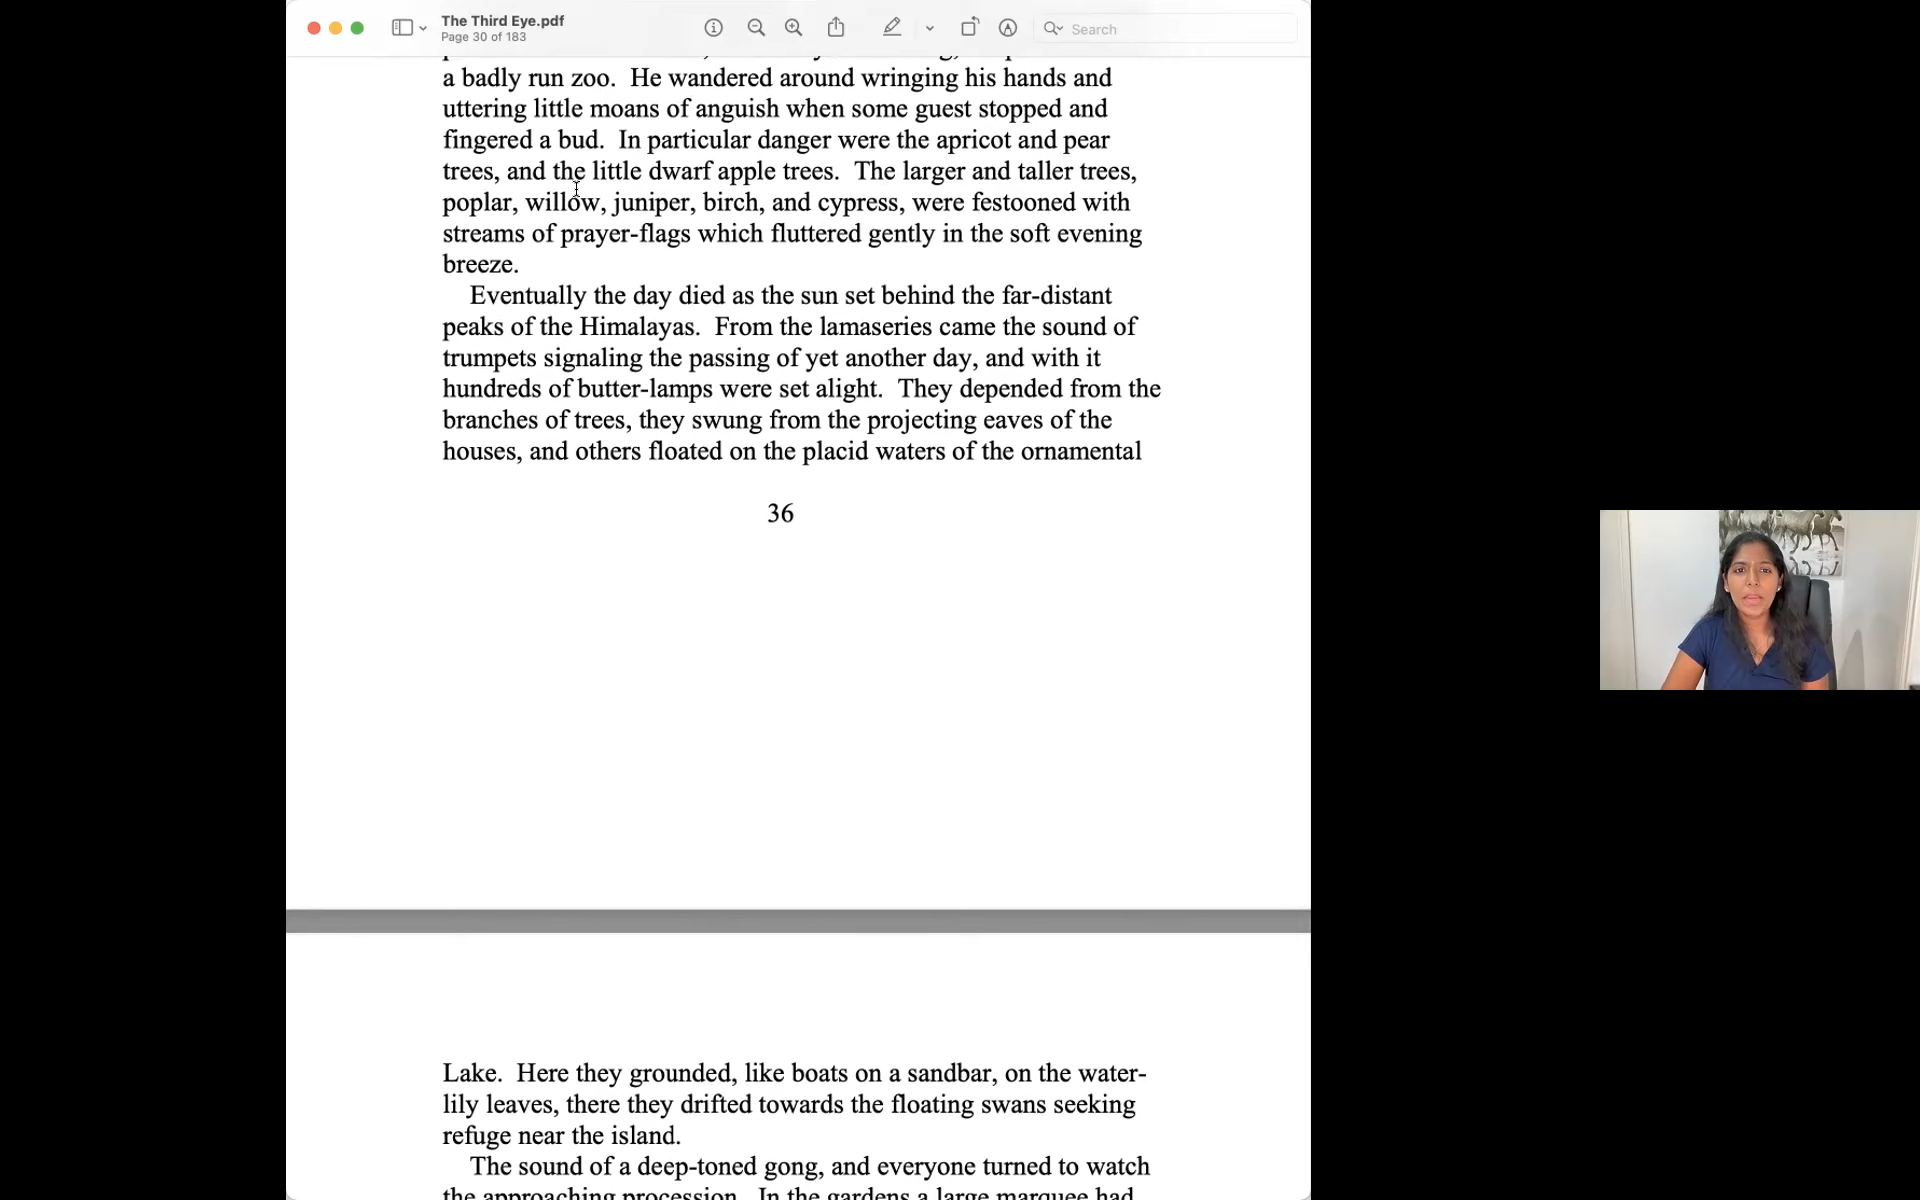 The Third Eye.pdf
Page 30 of 183
Search
a badly run zoo.  He wandered around wringing his hands and
uttering little moans of anguish when some guest stopped and
fingered a bud.  In particular danger were the apricot and pear
trees, and the little dwarf apple trees.  The larger and taller trees,
poplar, willow, juniper, birch, and cypress, were festooned with
streams of prayer-flags which fluttered gently in the soft evening
breeze.
Eventually the day died as the sun set behind the far-distant
peaks of the Himalayas.  From the lamaseries came the sound of
trumpets signaling the passing of yet another day, and with it
hundreds of butter-lamps were set alight.  They depended from the
branches of trees, they swung from the projecting eaves of the
houses, and others floated on the placid waters of the ornamental
36
Lake.  Here they grounded, like boats on a sandbar, on the water-
lily leaves, there they drifted towards the floating swans seeking
refuge near the island.
The sound of a deep-toned gong, and everyone turned to watch
the approaching procession.  In the gardens a large marquee had